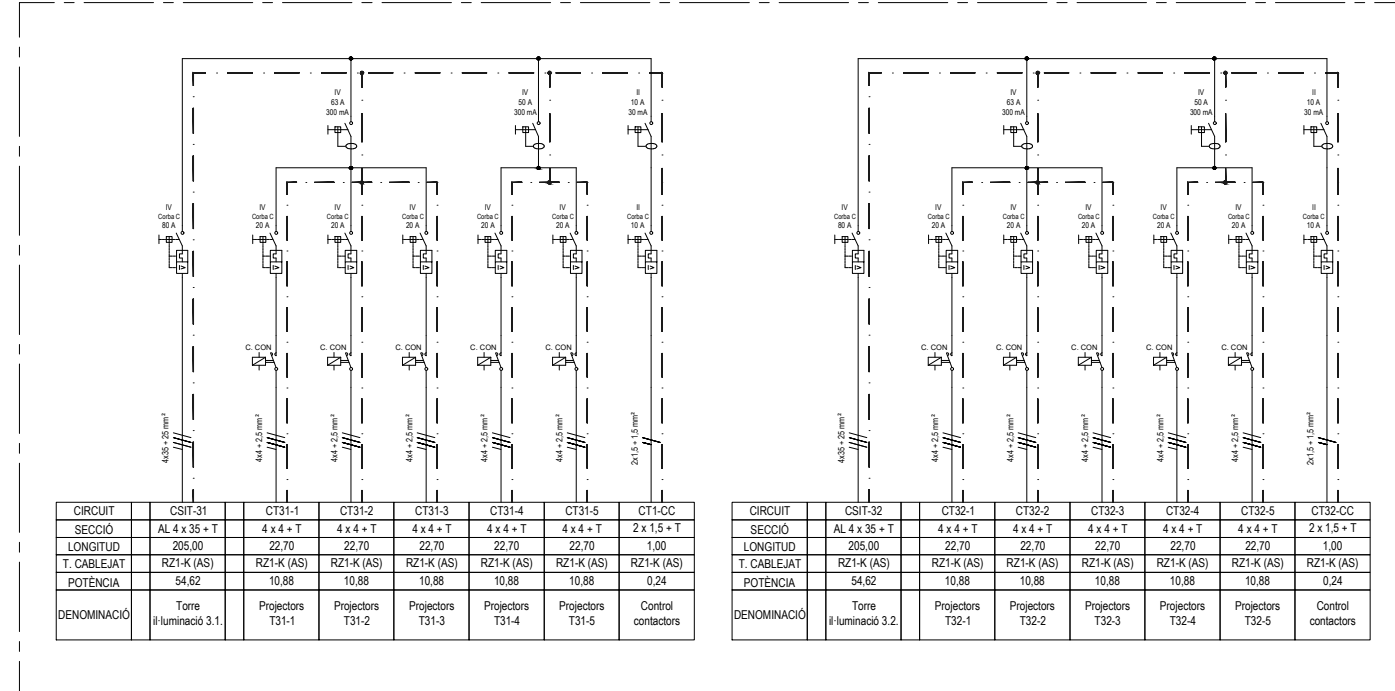 IV
63 A
300 mA
IV
50 A
300 mA
II
10 A
30 mA
IV
Corba C
80 A
IV
Corba C
20 A
IV
Corba C
20 A
IV
Corba C
20 A
IV
Corba C
20 A
IV
Corba C
20 A
II
Corba C
10 A
I>
I>
I>
I>
I>
I>
I>
C. CON
C. CON
C. CON
C. CON
C. CON
4x35 + 25 mm²
4x4 + 2,5 mm²
4x4 + 2,5 mm²
4x4 + 2,5 mm²
4x4 + 2,5 mm²
4x4 + 2,5 mm²
2x1,5 + 1,5 mm²
CIRCUIT CSIT-31 CT31-1 CT31-2 CT31-3 CT31-4 CT31-5 CT1-CC
SECCIÓ AL 4 x 35 + T 4 x 4 + T 4 x 4 + T 4 x 4 + T 4 x 4 + T 4 x 4 + T 2 x 1,5 + T
LONGITUD 205,00 22,70 22,70 22,70 22,70 22,70 1,00
T. CABLEJAT RZ1-K (AS) RZ1-K (AS) RZ1-K (AS) RZ1-K (AS) RZ1-K (AS) RZ1-K (AS) RZ1-K (AS)
POTÈNCIA 54,62 10,88 10,88 10,88 10,88 10,88 0,24
DENOMINACIÓ Torre Projectors Projectors Projectors Projectors Projectors Control
il·luminació 3.1. T31-1 T31-2 T31-3 T31-4 T31-5 contactors
IV
63 A
300 mA
IV
50 A
300 mA
II
10 A
30 mA
IV
Corba C
80 A
IV
Corba C
20 A
IV
Corba C
20 A
IV
Corba C
20 A
IV
Corba C
20 A
IV
Corba C
20 A
II
Corba C
10 A
I>
I>
I>
I>
I>
I>
I>
C. CON
C. CON
C. CON
C. CON
C. CON
4x35 + 25 mm²
4x4 + 2,5 mm²
4x4 + 2,5 mm²
4x4 + 2,5 mm²
4x4 + 2,5 mm²
4x4 + 2,5 mm²
2x1,5 + 1,5 mm²
CIRCUIT CSIT-32 CT32-1 CT32-2 CT32-3 CT32-4 CT32-5 CT32-CC
SECCIÓ AL 4 x 35 + T 4 x 4 + T 4 x 4 + T 4 x 4 + T 4 x 4 + T 4 x 4 + T 2 x 1,5 + T
LONGITUD 205,00 22,70 22,70 22,70 22,70 22,70 1,00
T. CABLEJAT RZ1-K (AS) RZ1-K (AS) RZ1-K (AS) RZ1-K (AS) RZ1-K (AS) RZ1-K (AS) RZ1-K (AS)
POTÈNCIA 54,62 10,88 10,88 10,88 10,88 10,88 0,24
DENOMINACIÓ Torre Projectors Projectors Projectors Projectors Projectors Control
il·luminació 3.2. T32-1 T32-2 T32-3 T32-4 T32-5 contactors